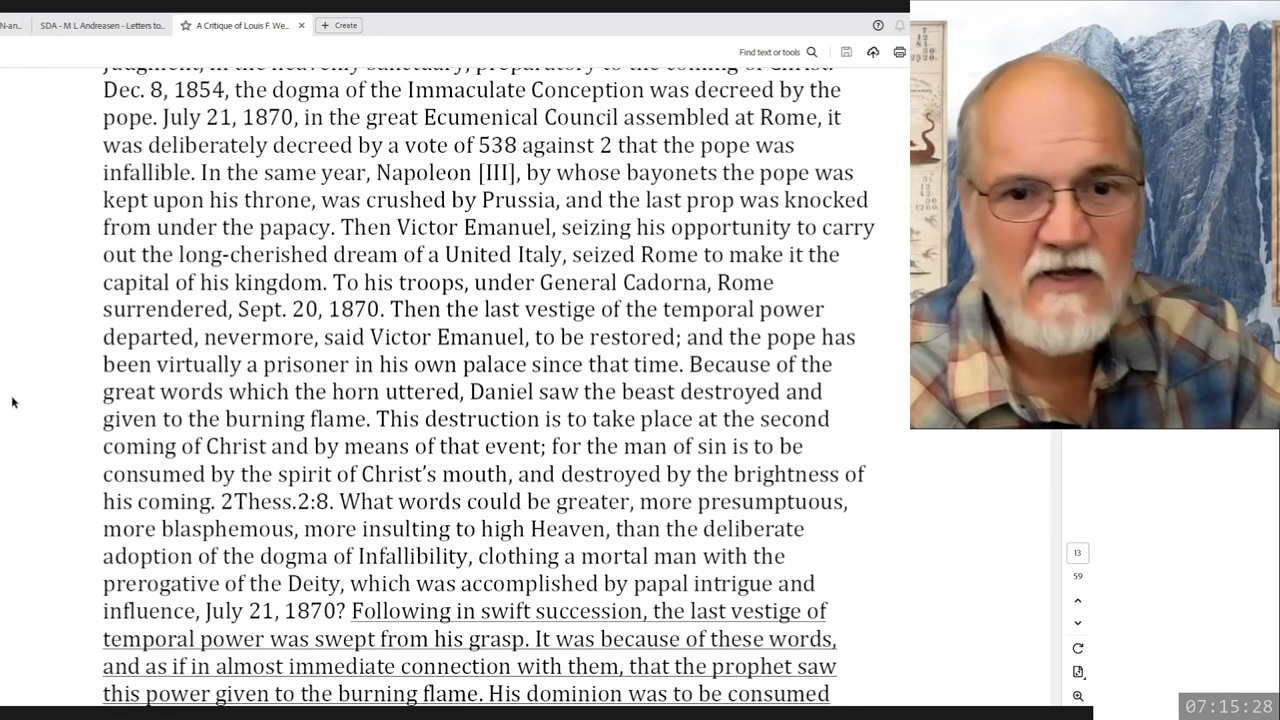 N-an...
SDA - M L Andreasen - Letters to...
A Critique of Louis F. We...
Create
Find text or tools
judgment, in the heavenly sanctuary, preparatory to the coming of Christ.
Dec. 8, 1854, the dogma of the Immaculate Conception was decreed by the
pope. July 21, 1870, in the great Ecumenical Council assembled at Rome, it
was deliberately decreed by a vote of 538 against 2 that the pope was
infallible. In the same year, Napoleon [III], by whose bayonets the pope was
kept upon his throne, was crushed by Prussia, and the last prop was knocked
from under the papacy. Then Victor Emanuel, seizing his opportunity to carry
out the long-cherished dream of a United Italy, seized Rome to make it the
capital of his kingdom. To his troops, under General Cadorna, Rome
surrendered, Sept. 20, 1870. Then the last vestige of the temporal power
departed, nevermore, said Victor Emanuel, to be restored; and the pope has
been virtually a prisoner in his own palace since that time. Because of the
great words which the horn uttered, Daniel saw the beast destroyed and
given to the burning flame. This destruction is to take place at the second
coming of Christ and by means of that event; for the man of sin is to be
consumed by the spirit of Christ's mouth, and destroyed by the brightness of
his coming. 2Thess.2:8. What words could be greater, more presumptuous,
more blasphemous, more insulting to high Heaven, than the deliberate
adoption of the dogma of Infallibility, clothing a mortal man with the
prerogative of the Deity, which was accomplished by papal intrigue and
influence, July 21, 1870? Following in swift succession, the last vestige of
temporal power was swept from his grasp. It was because of these words,
and as if in almost immediate connection with them, that the prophet saw
this power given to the burning flame. His dominion was to be consumed
13
59
07:15:28